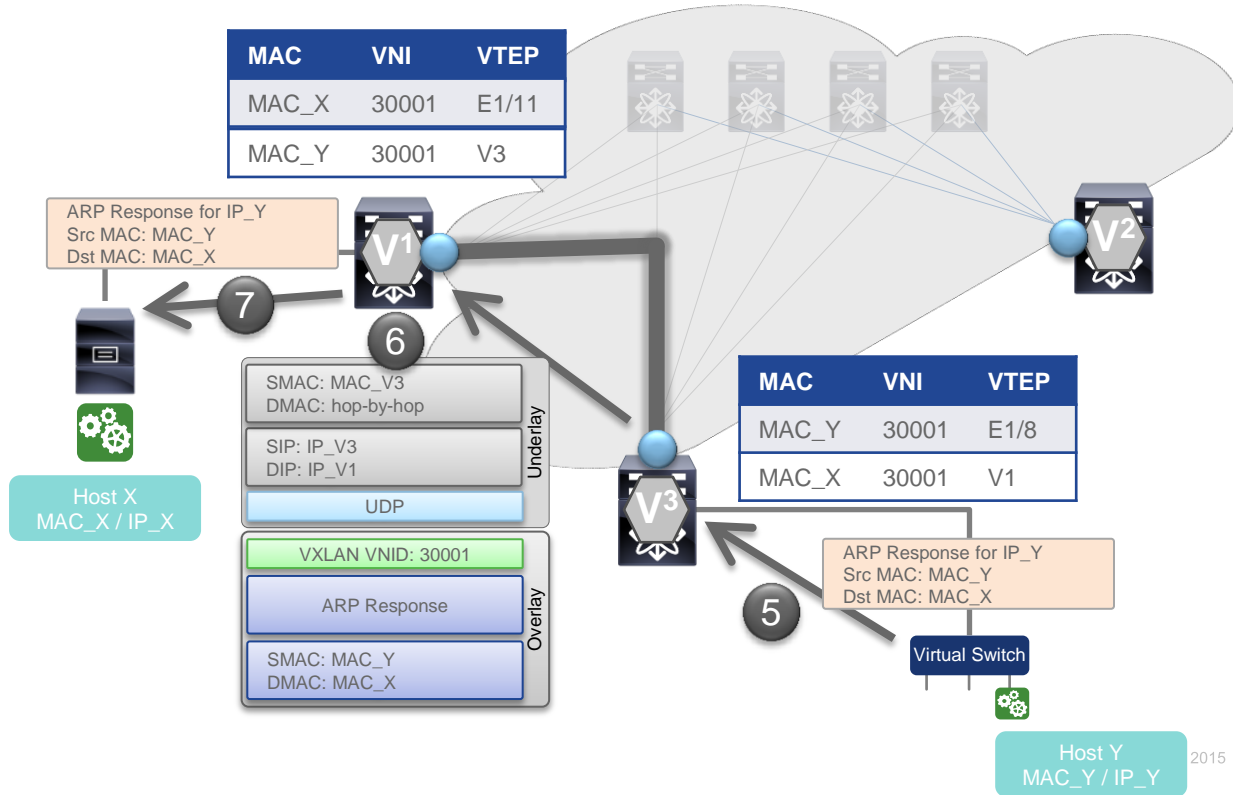 MAC VNI VTEP
MAC_X 30001 E1/11
MAC_Y 30001 V3
ARP Response for IP_Y
Src MAC: MAC_Y
Dst MAC: MAC_X
V1
V2
7
6
SMAC: MAC_V3
DMAC: hop-by-hop
SIP: IP_V3
DIP: IP_V1
UDP
Underlay
VXLAN VNID: 30001
ARP Response
SMAC: MAC_Y
DMAC: MAC_X
Overlay
Host X
MAC_X / IP_X
MAC VNI VTEP
MAC_Y 30001 E1/8
MAC_X 30001 V1
V3
ARP Response for IP_Y
Src MAC: MAC_Y
Dst MAC: MAC_X
5
Virtual Switch
Host Y
MAC_Y / IP_Y
2015